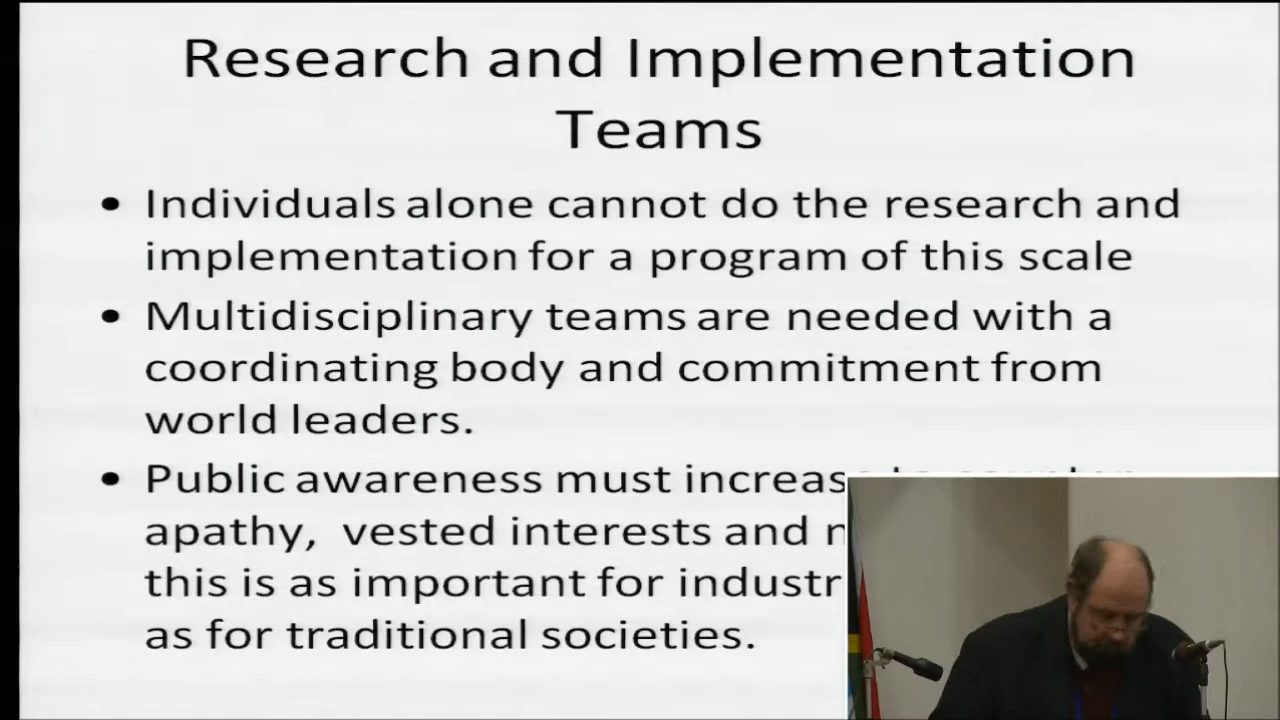 Research and Implementation
Teams
• Individuals alone cannot do the research and
implementation for a program of this scale
• Multidisciplinary teams are needed with a
coordinating body and commitment from
world leaders.
• Public awareness must
apathy, vested interests and
this is as important for
as for traditional societies.